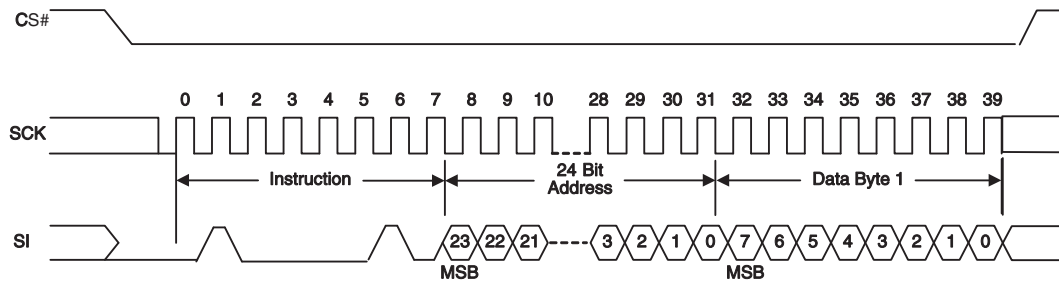 CS#
0 1 2 3 4 5 6 7 8 9 10 28 29 30 31 32 33 34 35 36 37 38 39
SCK
Instruction 24 Bit Address Data Byte 1
SI 23 22 21 3 2 1 0 7 6 5 4 3 2 1 0
MSB MSB